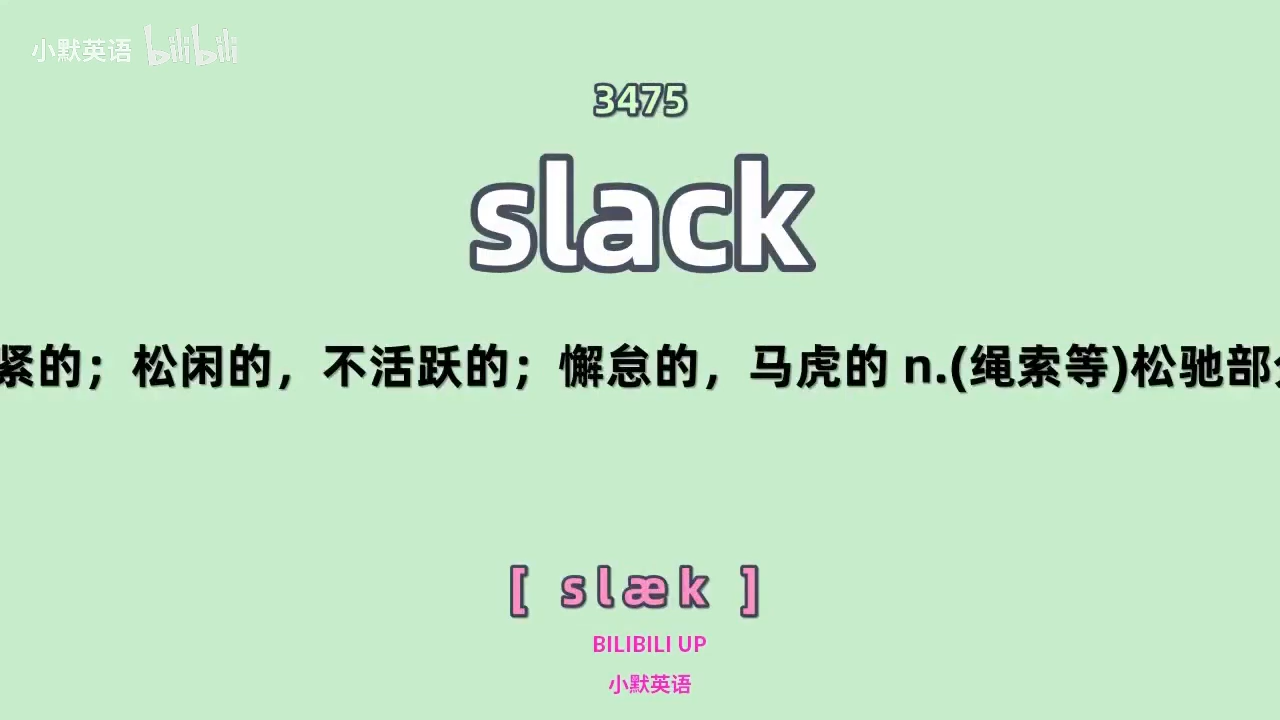 小默英语 bilibili
3475
slack
紧的；松闲的，不活跃的；懈怠的，马虎的 n.(绳索等)松驰部
[ slæk ]
BILIBILI UP
小默英语